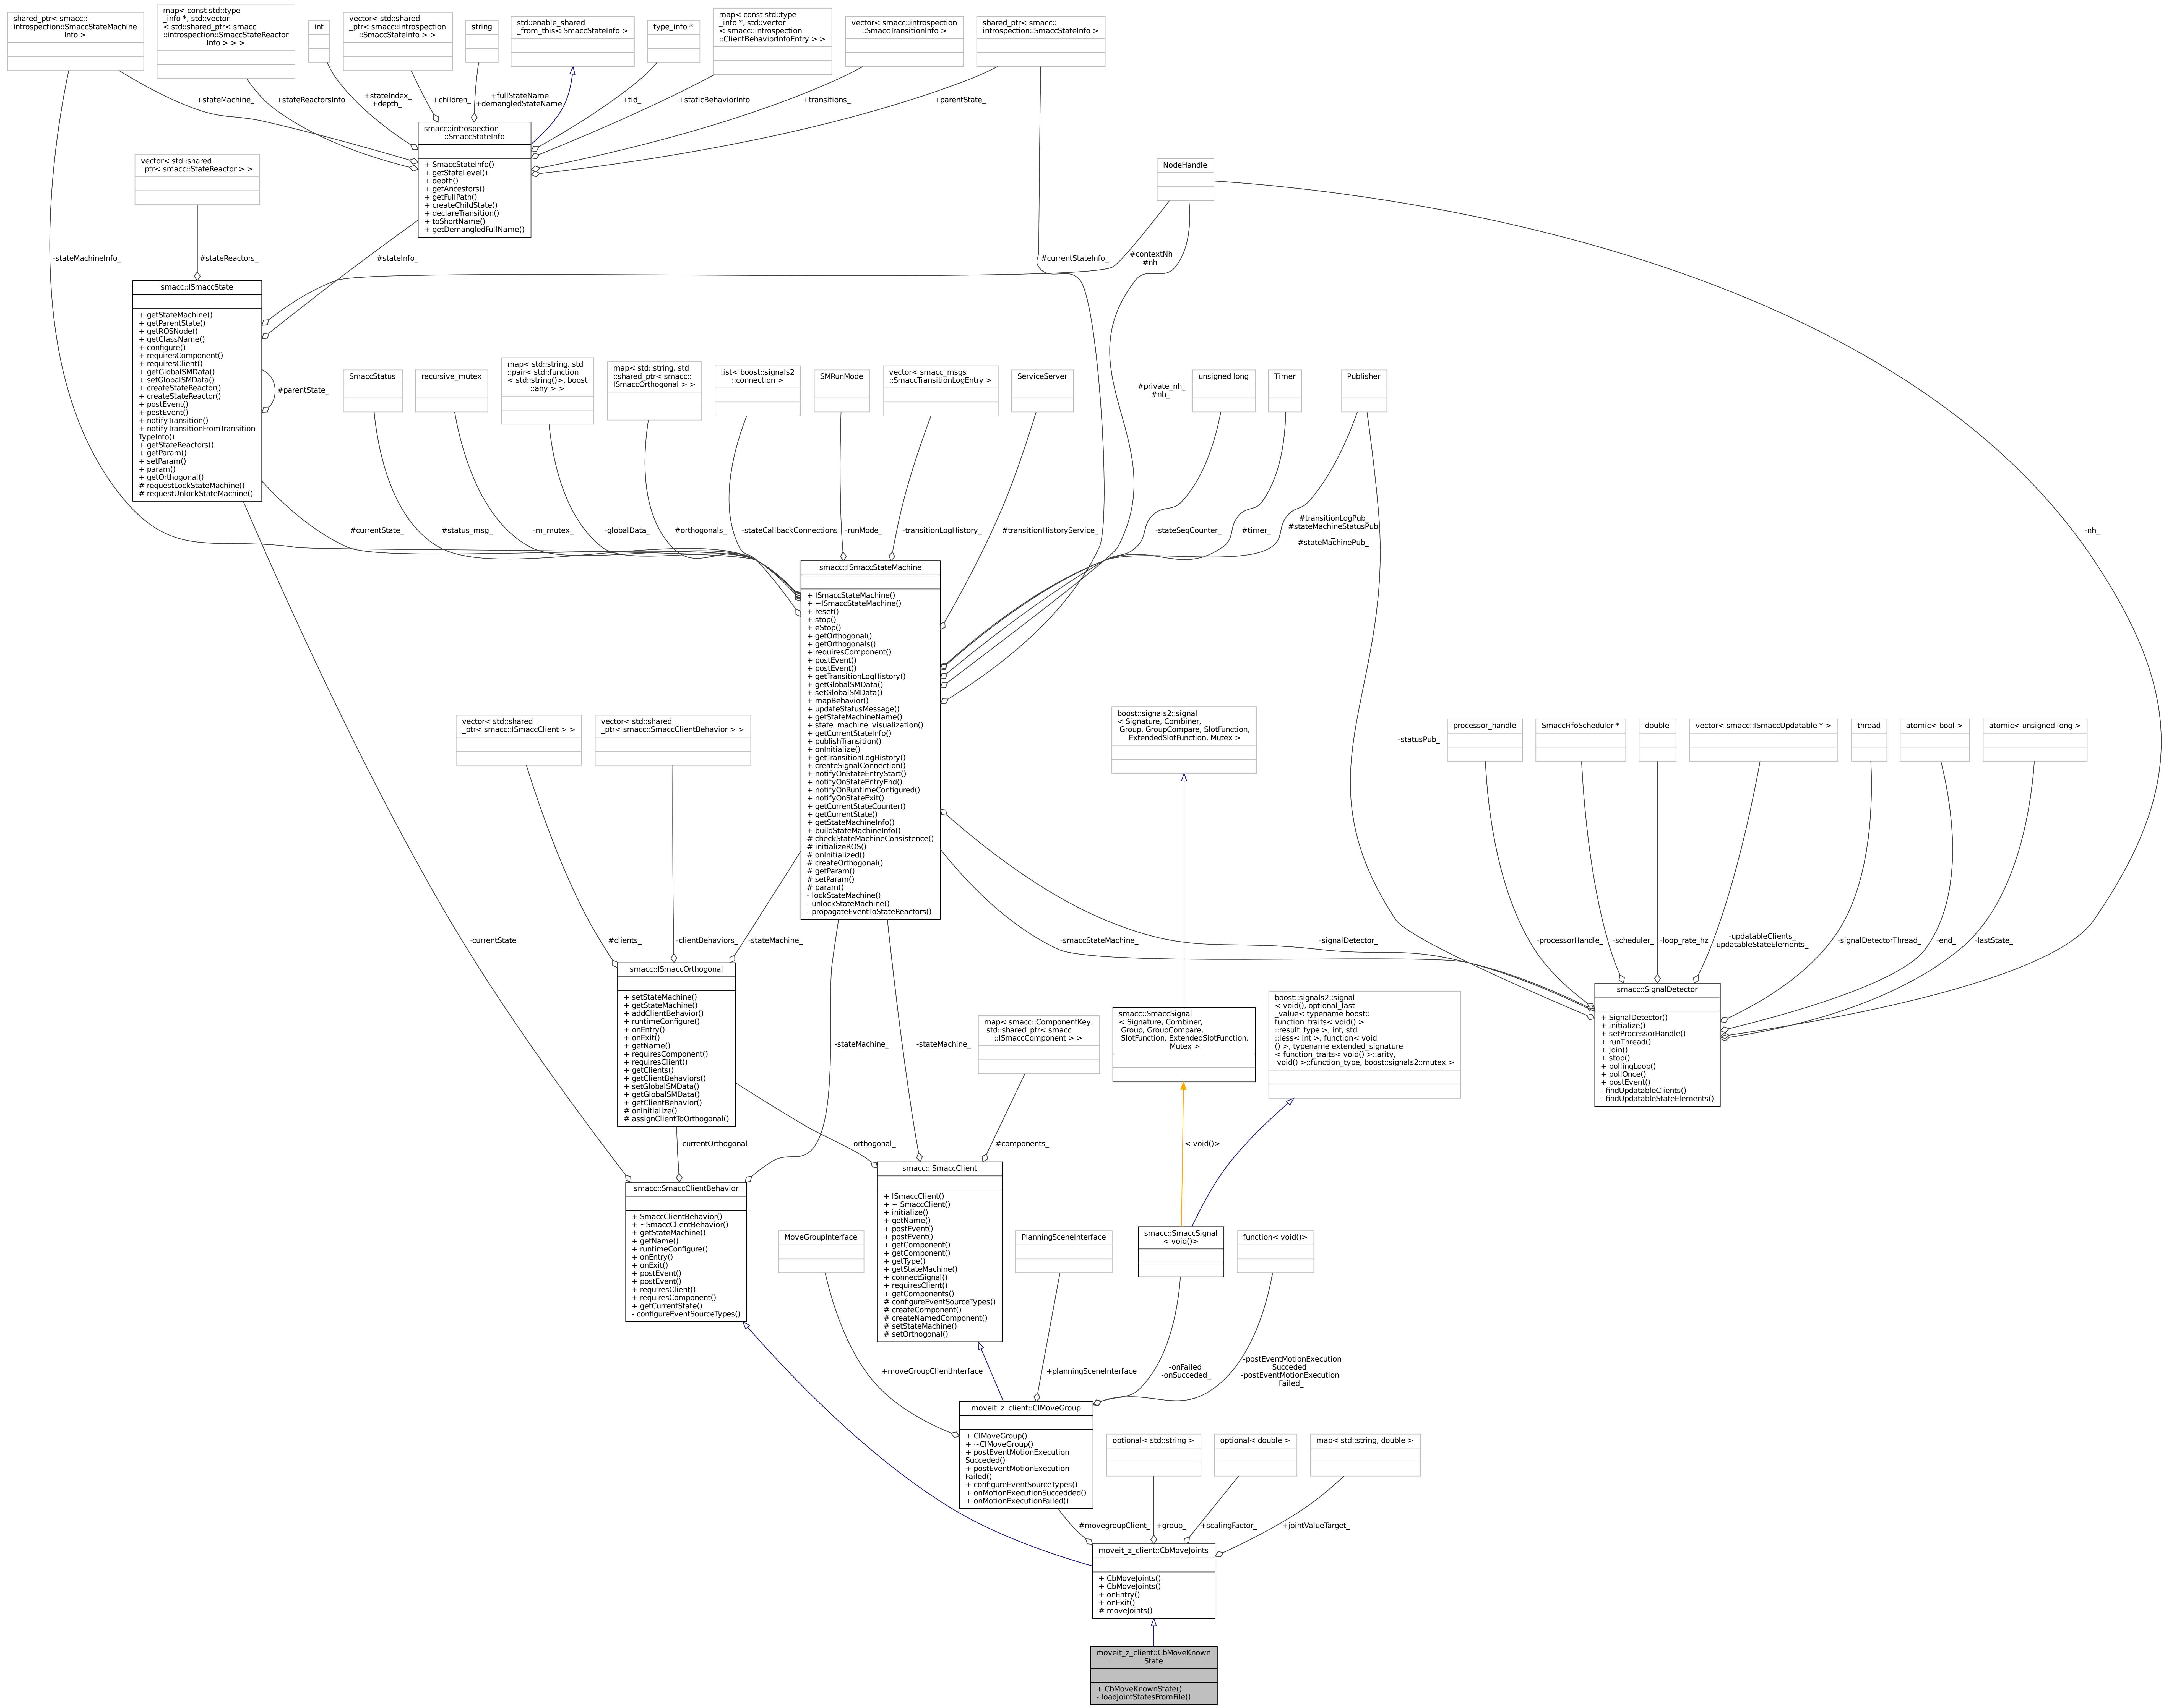 shared_ptr< smacc::
introspection::SmaccStateMachine
Info >
map< const std::type
_info *, std::vector
< std::shared_ptr< smacc
::introspection::SmaccStateReactor
Info > > >
int
vector< std::shared
_ptr< smacc::introspection
::SmaccStateInfo > >
string
std::enable_shared
_from_this< SmaccStateInfo >
type_info *
map< const std::type
_info *, std::vector
< smacc::introspection
::ClientBehaviorInfoEntry > >
vector< smacc::introspection
::SmaccTransitionInfo >
shared_ptr< smacc::
introspection::SmaccStateInfo >
+stateMachine_
+stateReactorsInfo
+stateIndex_
+depth_
+children_
+fullStateName
+demangledStateName
+tid_
+staticBehaviorInfo
+transitions_
+parentState_
smacc::introspection
::SmaccStateInfo
+ SmaccStateInfo()
+ getStateLevel()
+ depth()
+ getAncestors()
+ getFullPath()
+ createChildState()
+ declareTransition()
+ toShortName()
+ getDemangledFullName()
vector< std::shared
_ptr< smacc::StateReactor > >
NodeHandle
-stateMachineInfo_
#stateReactors_
#stateInfo_
#currentStateInfo_
#contextNh
#nh
smacc::ISmaccState
+ getStateMachine()
+ getParentState()
+ getROSNode()
+ getClassName()
+ configure()
+ requiresComponent()
+ requiresClient()
+ getGlobalSMData()
+ setGlobalSMData()
+ createStateReactor()
+ createStateReactor()
+ postEvent()
+ postEvent()
+ notifyTransition()
+ notifyTransitionFromTransition
TypeInfo()
+ getStateReactors()
+ getParam()
+ setParam()
+ param()
+ getOrthogonal()
# requestLockStateMachine()
# requestUnlockStateMachine()
#parentState_
SmaccStatus
recursive_mutex
map< std::string, std
::pair< std::function
< std::string()>, boost
::any > >
map< std::string, std
::shared_ptr< smacc::
ISmaccOrthogonal > >
list< boost::signals2
::connection >
SMRunMode
vector< smacc_msgs
::SmaccTransitionLogEntry >
ServiceServer
#private_nh_
#nh_
unsigned long
Timer
Publisher
#currentState_
#status_msg_
-m_mutex_
-globalData_
#orthogonals_
-stateCallbackConnections
-runMode_
-transitionLogHistory_
#transitionHistoryService_
-stateSeqCounter_
#timer_
#transitionLogPub_
#stateMachineStatusPub
_
#stateMachinePub_
-nh_
smacc::ISmaccStateMachine
+ ISmaccStateMachine()
+ ~ISmaccStateMachine()
+ reset()
+ stop()
+ eStop()
+ getOrthogonal()
+ getOrthogonals()
+ requiresComponent()
+ postEvent()
+ postEvent()
+ getTransitionLogHistory()
+ getGlobalSMData()
+ setGlobalSMData()
+ mapBehavior()
+ updateStatusMessage()
+ getStateMachineName()
+ state_machine_visualization()
+ getCurrentStateInfo()
+ publishTransition()
+ onInitialize()
+ getTransitionLogHistory()
+ createSignalConnection()
+ notifyOnStateEntryStart()
+ notifyOnStateEntryEnd()
+ notifyOnRuntimeConfigured()
+ notifyOnStateExit()
+ getCurrentStateCounter()
+ getCurrentState()
+ getStateMachineInfo()
+ buildStateMachineInfo()
# checkStateMachineConsistence()
# initializeROS()
# onInitialized()
# createOrthogonal()
# getParam()
# setParam()
# param()
- lockStateMachine()
- unlockStateMachine()
- propagateEventToStateReactors()
vector< std::shared
_ptr< smacc::ISmaccClient > >
vector< std::shared
_ptr< smacc::SmaccClientBehavior > >
boost::signals2::signal
< Signature, Combiner,
Group, GroupCompare, SlotFunction,
ExtendedSlotFunction, Mutex >
-statusPub_
processor_handle
SmaccFifoScheduler *
double
vector< smacc::ISmaccUpdatable * >
thread
atomic< bool >
atomic< unsigned long >
-currentState
#clients_
-clientBehaviors_
-stateMachine_
-smaccStateMachine_
-signalDetector_
-processorHandle_
-scheduler_
-loop_rate_hz
-updatableClients_
-updatableStateElements_
-signalDetectorThread_
-end_
-lastState_
smacc::ISmaccOrthogonal
+ setStateMachine()
+ getStateMachine()
+ addClientBehavior()
+ runtimeConfigure()
+ onEntry()
+ onExit()
+ getName()
+ requiresComponent()
+ requiresClient()
+ getClients()
+ getClientBehaviors()
+ setGlobalSMData()
+ getGlobalSMData()
+ getClientBehavior()
# onInitialize()
# assignClientToOrthogonal()
smacc::SignalDetector
+ SignalDetector()
+ initialize()
+ setProcessorHandle()
+ runThread()
+ join()
+ stop()
+ pollingLoop()
+ pollOnce()
+ postEvent()
- findUpdatableClients()
- findUpdatableStateElements()
-stateMachine_
-stateMachine_
map< smacc::ComponentKey,
std::shared_ptr< smacc
::ISmaccComponent > >
smacc::SmaccSignal
< Signature, Combiner,
Group, GroupCompare,
SlotFunction, ExtendedSlotFunction,
Mutex >
boost::signals2::signal
< void(), optional_last
_value< typename boost::
function_traits< void() >
::result_type >, int, std
::less< int >, function< void
() >, typename extended_signature
< function_traits< void() >::arity,
void() >::function_type, boost::signals2::mutex >
-currentOrthogonal
-orthogonal_
#components_
< void()>
smacc::SmaccClientBehavior
+ SmaccClientBehavior()
+ ~SmaccClientBehavior()
+ getStateMachine()
+ getName()
+ runtimeConfigure()
+ onEntry()
+ onExit()
+ postEvent()
+ postEvent()
+ requiresClient()
+ requiresComponent()
+ getCurrentState()
- configureEventSourceTypes()
smacc::ISmaccClient
+ ISmaccClient()
+ ~ISmaccClient()
+ initialize()
+ getName()
+ postEvent()
+ postEvent()
+ getComponent()
+ getComponent()
+ getType()
+ getStateMachine()
+ connectSignal()
+ requiresClient()
+ getComponents()
# configureEventSourceTypes()
# createComponent()
# createNamedComponent()
# setStateMachine()
# setOrthogonal()
MoveGroupInterface
PlanningSceneInterface
smacc::SmaccSignal
< void()>
function< void()>
+moveGroupClientInterface
+planningSceneInterface
-onFailed_
-onSucceded_
-postEventMotionExecution
Succeded_
-postEventMotionExecution
Failed_
moveit_z_client::ClMoveGroup
+ ClMoveGroup()
+ ~ClMoveGroup()
+ postEventMotionExecution
Succeded()
+ postEventMotionExecution
Failed()
+ configureEventSourceTypes()
+ onMotionExecutionSuccedded()
+ onMotionExecutionFailed()
optional< std::string >
optional< double >
map< std::string, double >
#movegroupClient_
+group_
+scalingFactor_
+jointValueTarget_
moveit_z_client::CbMoveJoints
+ CbMoveJoints()
+ CbMoveJoints()
+ onEntry()
+ onExit()
# moveJoints()
moveit_z_client::CbMoveKnown
State
+ CbMoveKnownState()
- loadJointStatesFromFile()